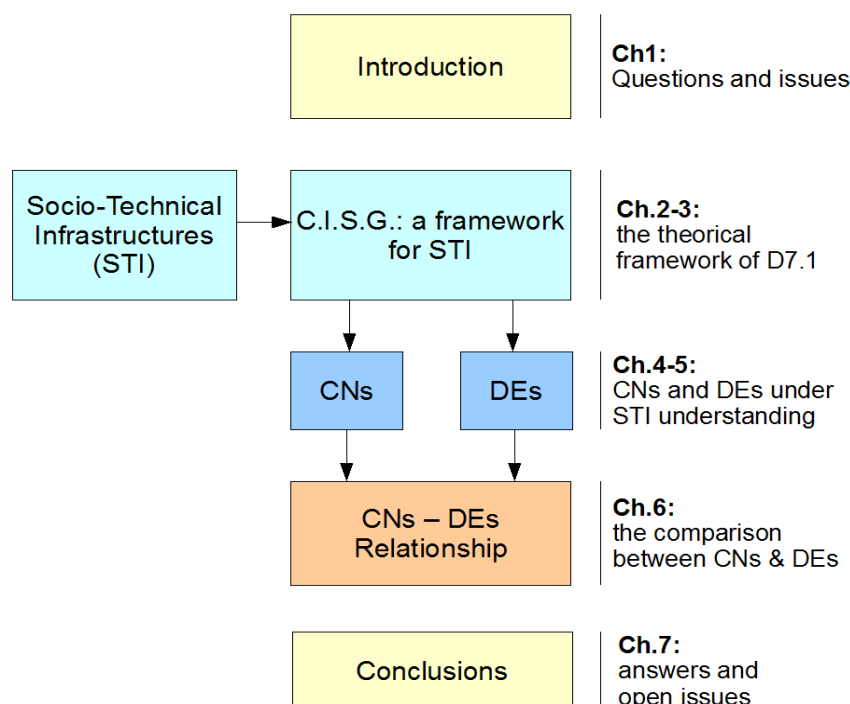 Introduction
Ch1:
Questions and issues
Socio-Technical
Infrastructures
(STI)
C.I.S.G.: a framework
for STI
Ch.2-3:
the theorical
framework of D7.1
CNs
DEs
Ch.4-5:
CNs and DEs under
STI understanding
CNs – DEs
Relationship
Ch.6:
the comparison
between CNs & DEs
Conclusions
Ch.7:
answers and
open issues